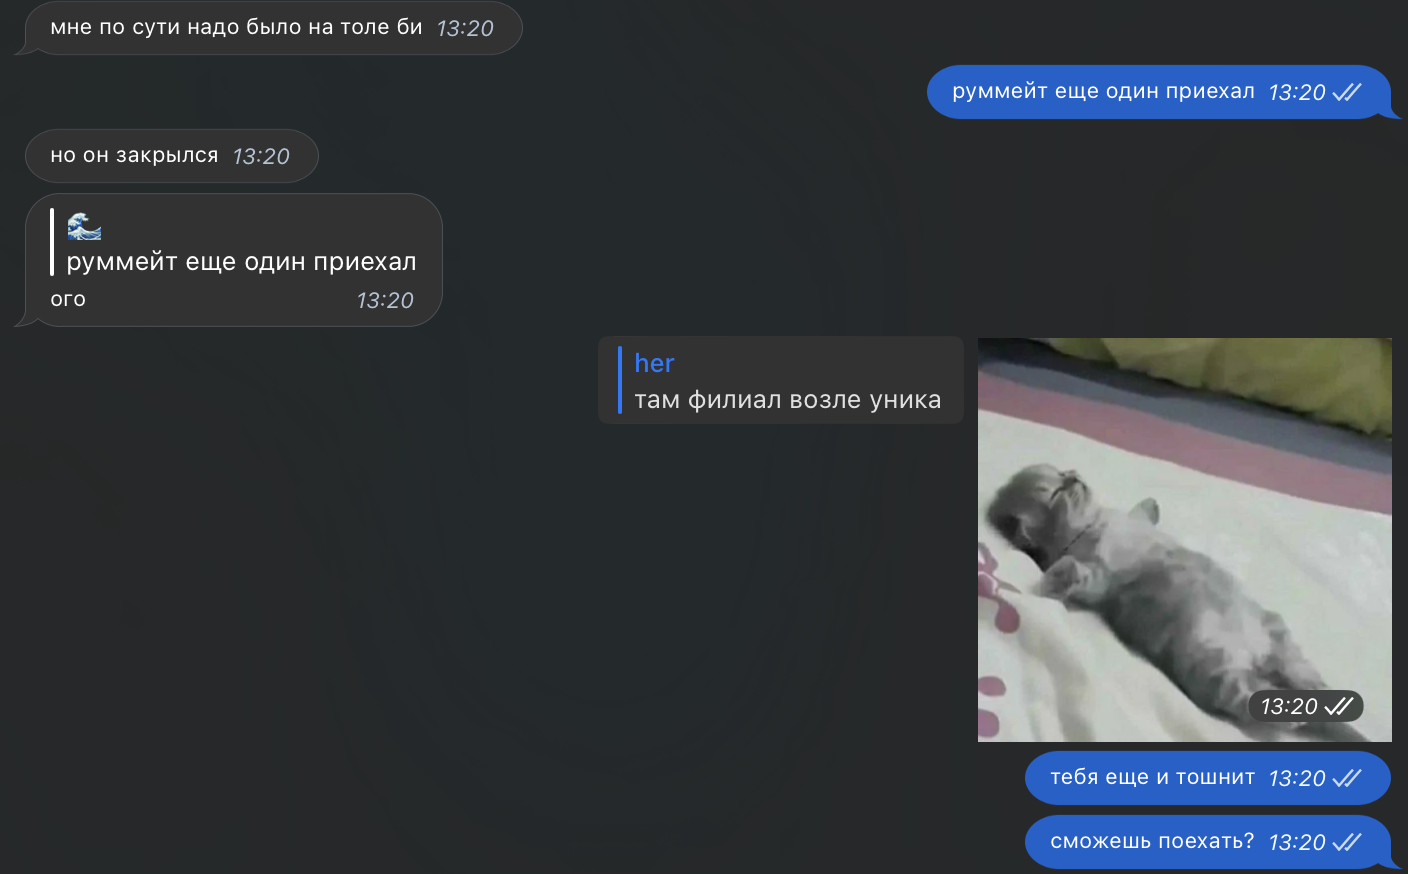 мне по сути надо было на толе би 13:20
руммейт еще один приехал 13:20
но он закрылся 13:20
🌊
руммейт еще один приехал
ого 13:20
her
там филиал возле уника
13:20
тебя еще и тошнит 13:20
сможешь поехать? 13:20